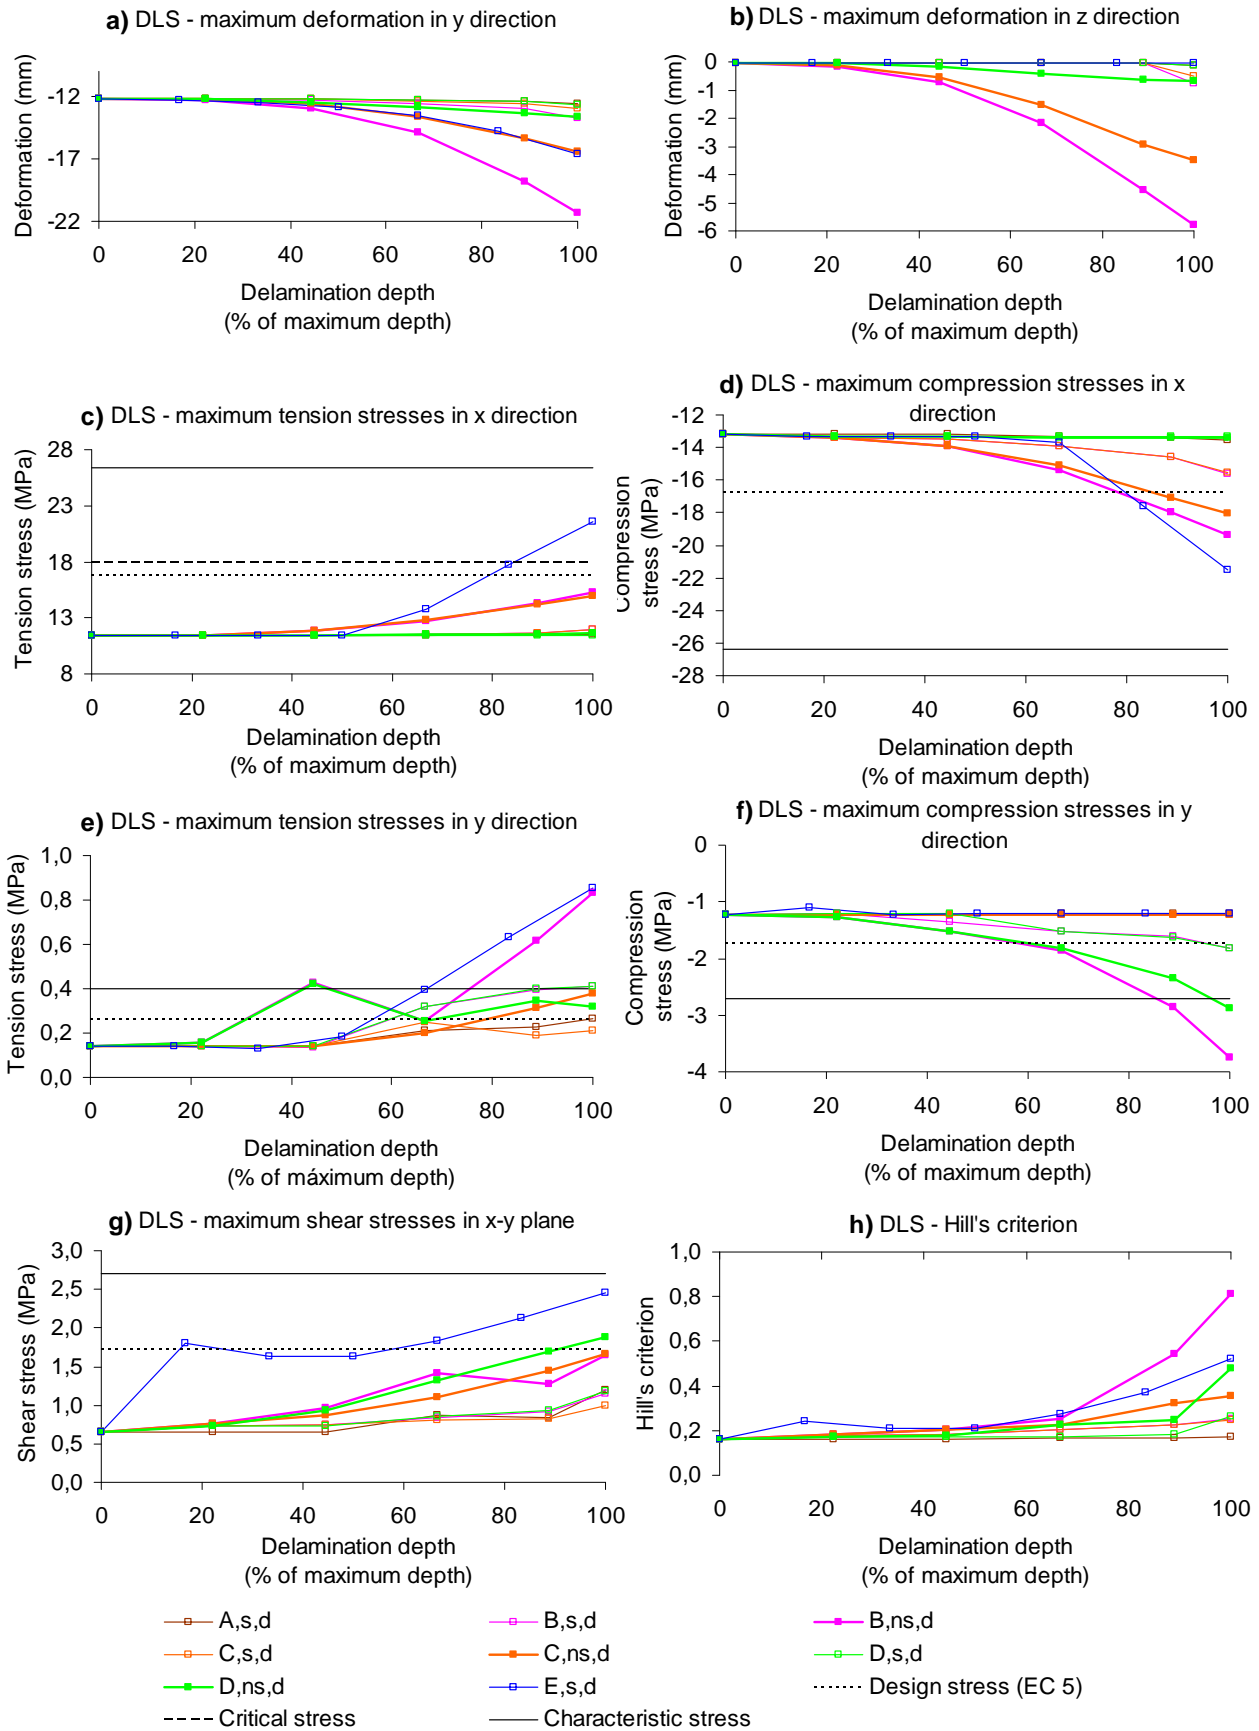 a) DLS - maximum deformation in y direction
Deformation (mm)
-12
-17
-22
0 20 40 60 80 100
Delamination depth
(% of maximum depth)
b) DLS - maximum deformation in z direction
Deformation (mm)
0
-1
-2
-3
-4
-5
-6
0 20 40 60 80 100
Delamination depth
(% of maximum depth)
c) DLS - maximum tension stresses in x direction
Tension stress (MPa)
28
23
18
13
8
0 20 40 60 80 100
Delamination depth
(% of maximum depth)
d) DLS - maximum compression stresses in x
direction
Compression
stress (MPa)
-12
-14
-16
-18
-20
-22
-24
-26
-28
0 20 40 60 80 100
Delamination depth
(% of maximum depth)
e) DLS - maximum tension stresses in y direction
Tension stress (MPa)
1,0
0,8
0,6
0,4
0,2
0,0
0 20 40 60 80 100
Delamination depth
(% of máximum depth)
f) DLS - maximum compression stresses in y
direction
Compression
stress (MPa)
0
-1
-2
-3
-4
0 20 40 60 80 100
Delamination depth
(% of maximum depth)
g) DLS - maximum shear stresses in x-y plane
Shear stress (MPa)
3,0
2,5
2,0
1,5
1,0
0,5
0,0
0 20 40 60 80 100
Delamination depth
(% of maximum depth)
h) DLS - Hill's criterion
Hill's criterion
1,0
0,8
0,6
0,4
0,2
0,0
0 20 40 60 80 100
Delamination depth
(% of maximum depth)
A,s,d B,s,d B,ns,d
C,s,d C,ns,d D,s,d
D,ns,d E,s,d Design stress (EC 5)
Critical stress Characteristic stress